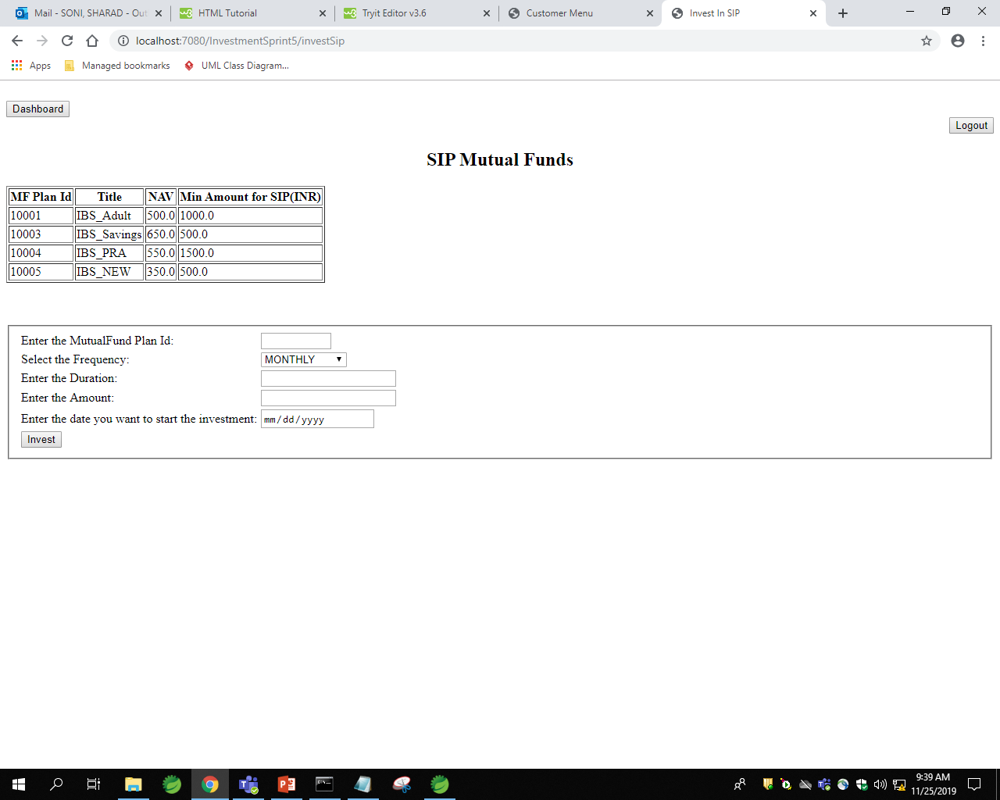 Mail - SONI, SHARAD - Out
HTML Tutorial
Tryit Editor v3.6
Customer Menu
Invest In SIP
localhost:7080/InvestmentSprint5/investSip
Apps
Managed bookmarks
UML Class Diagram...
Dashboard
Logout
SIP Mutual Funds
MF Plan Id Title NAV Min Amount for SIP(INR)
10001 IBS_Adult 500.0 1000.0
10003 IBS_Savings 650.0 500.0
10004 IBS_PRA 550.0 1500.0
10005 IBS_NEW 350.0 500.0
Enter the MutualFund Plan Id:
Select the Frequency: MONTHLY
Enter the Duration:
Enter the Amount:
Enter the date you want to start the investment: mm/dd/yyyy
Invest
9:39 AM
11/25/2019